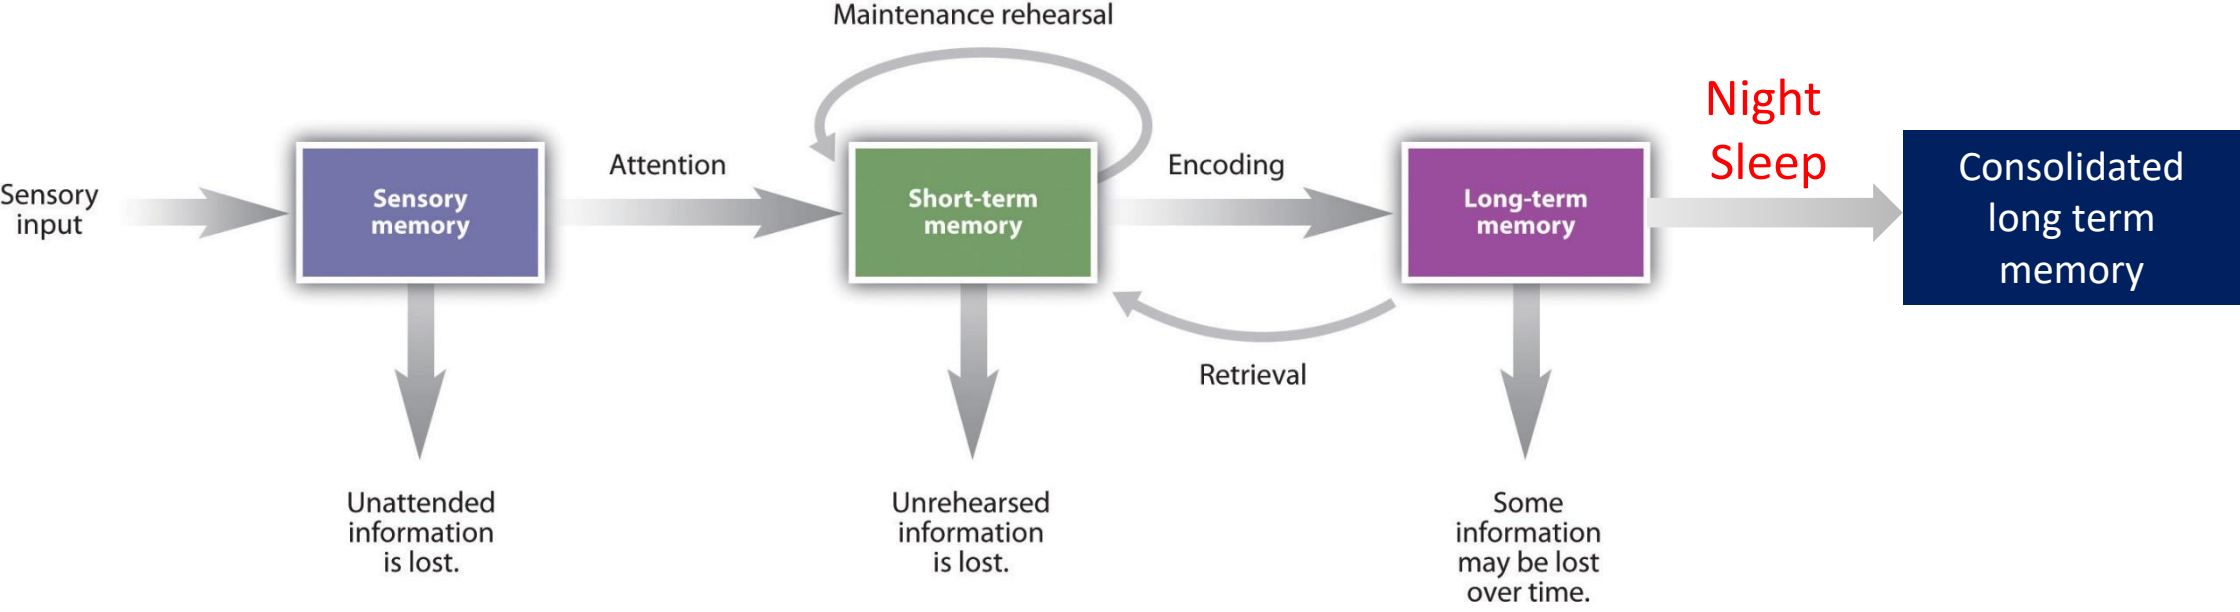 Maintenance rehearsal
Night
Sleep
Sensory
input
Sensory
memory
Attention
Short-term
memory
Encoding
Long-term
memory
Consolidated
long term
memory
Retrieval
Unattended
information
is lost.
Unrehearsed
information
is lost.
Some
information
may be lost
over time.